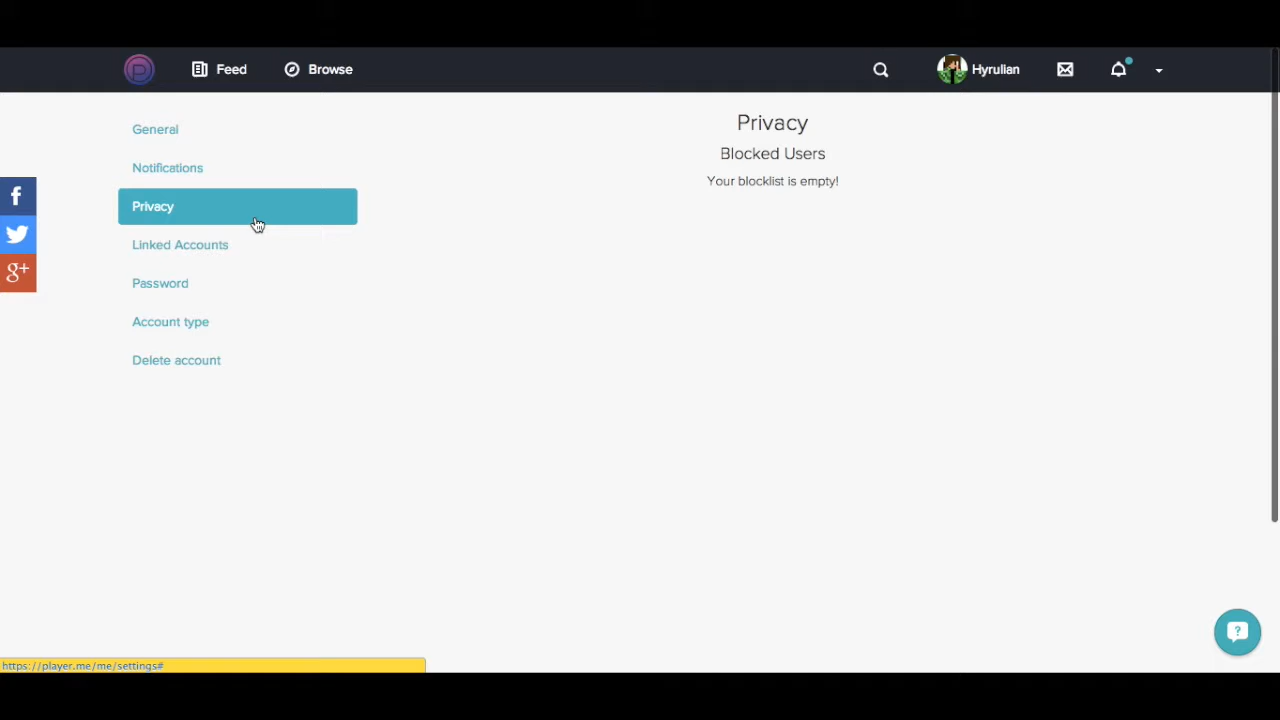 Feed
Browse
Hyrulian
General
Notifications
Privacy
Linked Accounts
Password
Account type
Delete account
Privacy
Blocked Users
Your blocklist is empty!
f
g+
?
https://player.me/me/settings#